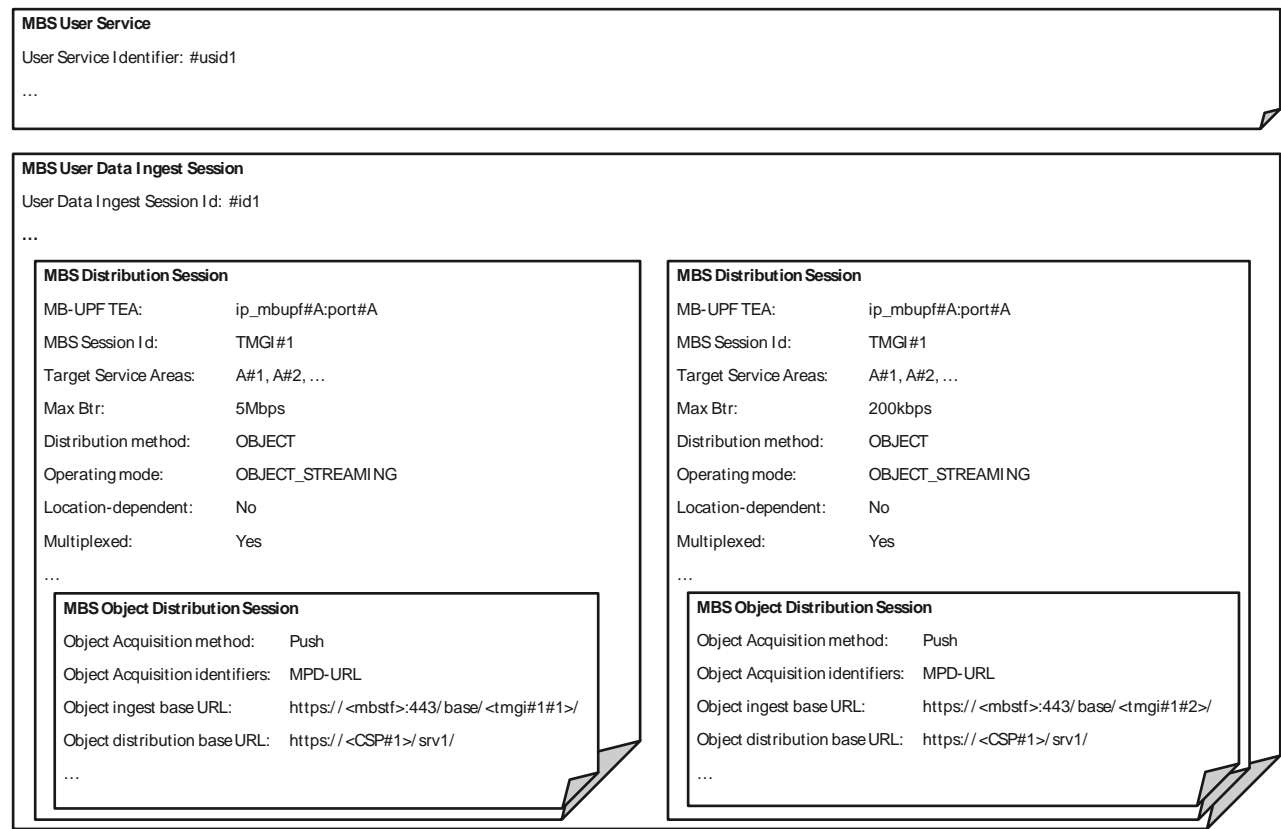 MBS User Service
User Service Identifier: #usid1
…
MBS User Data Ingest Session
User Data Ingest Session Id: #id1
…
MBS Distribution Session
MB-UPF TEA: ip_mbupf#A:port#A
MBS Session Id: TMGI#1
Target Service Areas: A#1, A#2, …
Max Btr: 5Mbps
Distribution method: OBJECT
Operating mode: OBJECT_STREAMING
Location-dependent: No
Multiplexed: Yes
…
MBS Object Distribution Session
Object Acquisition method: Push
Object Acquisition identifiers: MPD-URL
Object ingest base URL: https://<mbstf>:443/base/<tmgi#1#1>/
Object distribution base URL: https://<CSP#1>/srv1/
…
MBS Distribution Session
MB-UPF TEA: ip_mbupf#A:port#A
MBS Session Id: TMGI#1
Target Service Areas: A#1, A#2, …
Max Btr: 200kbps
Distribution method: OBJECT
Operating mode: OBJECT_STREAMING
Location-dependent: No
Multiplexed: Yes
…
MBS Object Distribution Session
Object Acquisition method: Push
Object Acquisition identifiers: MPD-URL
Object ingest base URL: https://<mbstf>:443/base/<tmgi#1#2>/
Object distribution base URL: https://<CSP#1>/srv1/
…